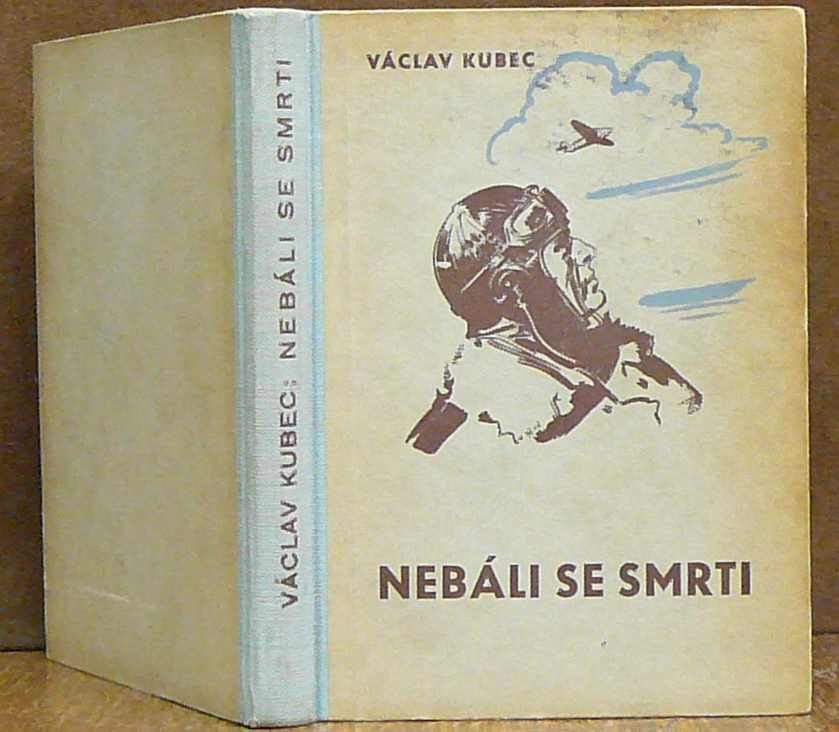 VÁCLAV KUBEC: NEBÁLI SE SMRTI
VÁCLAV KUBEC
NEBÁLI SE SMRTI